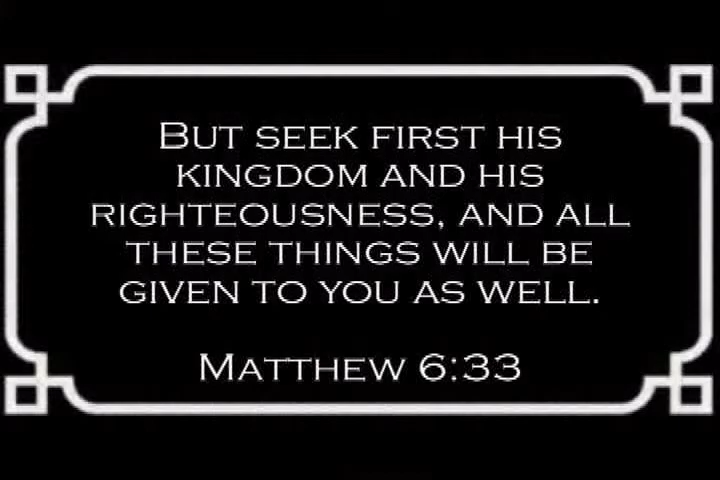 But seek first his
kingdom and his
righteousness, and all
these things will be
given to you as well.
Matthew 6:33